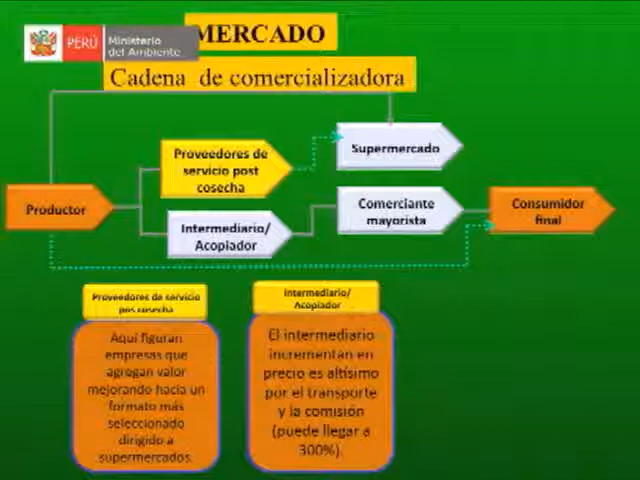 MERCADO
PERÚ
Ministerio
del Ambiente
Cadena de comercializadora
Proveedores de
servicio post
cosecha
Supermercado
Productor
Intermediario/
Acopiador
Comerciante
mayorista
Consumidor
final
Proveedores de servicio
pos cosecha
Aquí figuran
empresas que
agregan valor
mejorando hacia un
formato más
seleccionado
dirigido a
supermercados.
Intermediario/
Acopiador
El intermediario
incrementan en
precio es altísimo
por el transporte
y la comisión
(puede llegar a
300%).